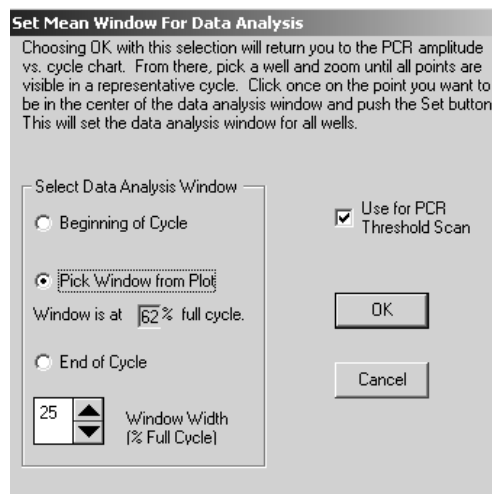 Set Mean Window For Data Analysis
Choosing OK with this selection will return you to the PCR amplitude
vs. cycle chart. From there, pick a well and zoom until all points are
visible in a representative cycle. Click once on the point you want to
be in the center of the data analysis window and push the Set button
This will set the data analysis window for all wells.
Select Data Analysis Window
Beginning of Cycle
Pick Window from Plot
Window is at 62 % full cycle.
End of Cycle
25
Window Width
(% Full Cycle)
Use for PCR
Threshold Scan
OK
Cancel